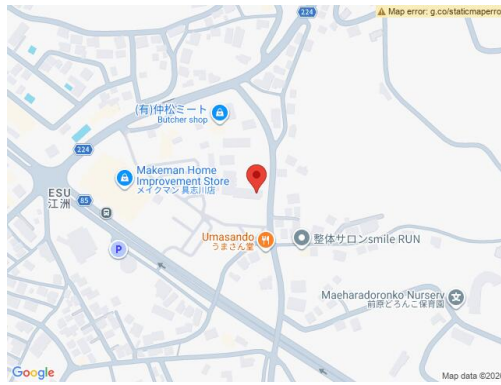 Map error: g.co/staticmaperro
224
(有)仲松ミート
Butcher shop
224
Makeman Home
Improvement Store
メイクマン 具志川店
ESU
江洲
85
P
Umasando
うまさん堂
整体サロンsmile RUN
Maeharadoronko Nurserv
前原どろんこ保育園
Google
Map data ©2026